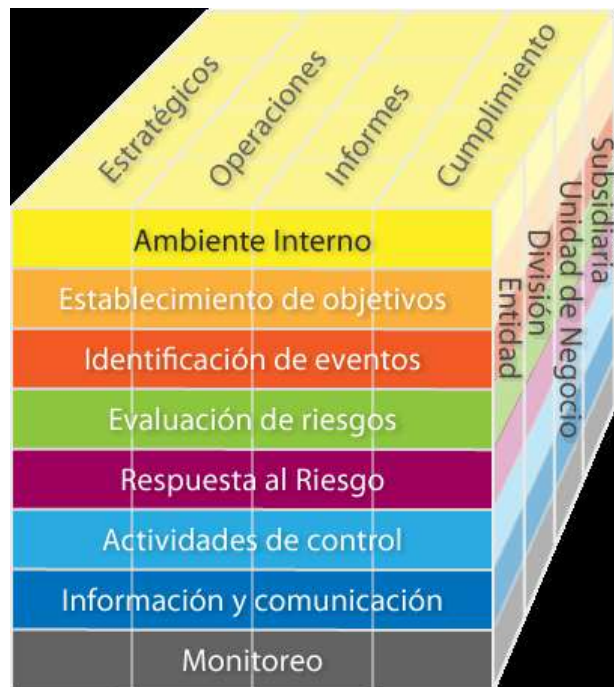 Estratégicos
Operaciones
Informes
Cumplimiento
Ambiente Interno
Establecimiento de objetivos
Identificación de eventos
Evaluación de riesgos
Respuesta al Riesgo
Actividades de control
Información y comunicación
Monitoreo
Entidad
División
Unidad de Negocio
Subsidiaria